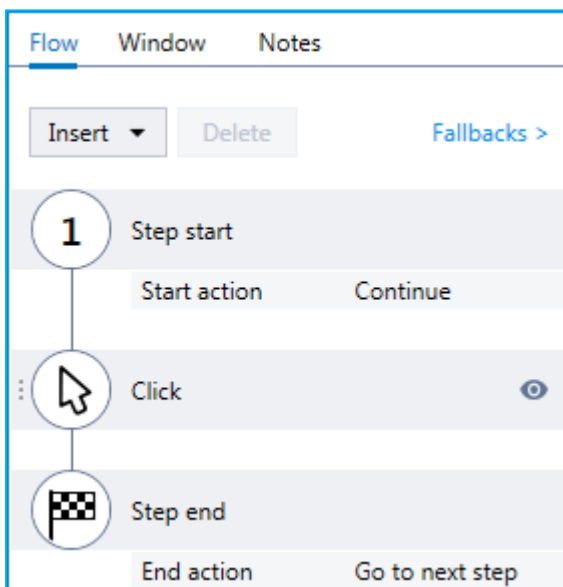 Flow Window Notes
Insert Delete Fallbacks >
1 Step start
Start action Continue
Click
Step end
End action Go to next step